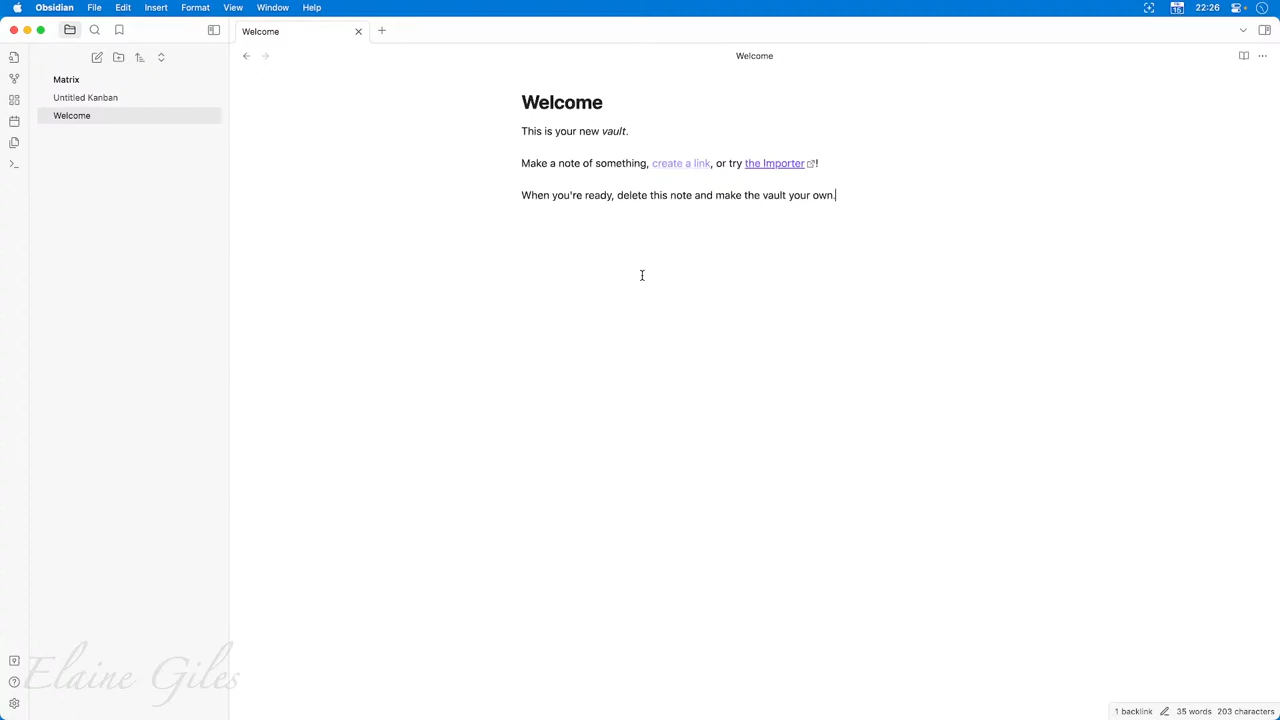 Obsidian File Edit Insert Format View Window Help 22:26
Welcome
Welcome
Matrix
Untitled Kanban
Welcome
Welcome
This is your new vault.
Make a note of something, create a link, or try the Importer!
When you're ready, delete this note and make the vault your own.
Elaine Giles
1 backlink 35 words 203 characters